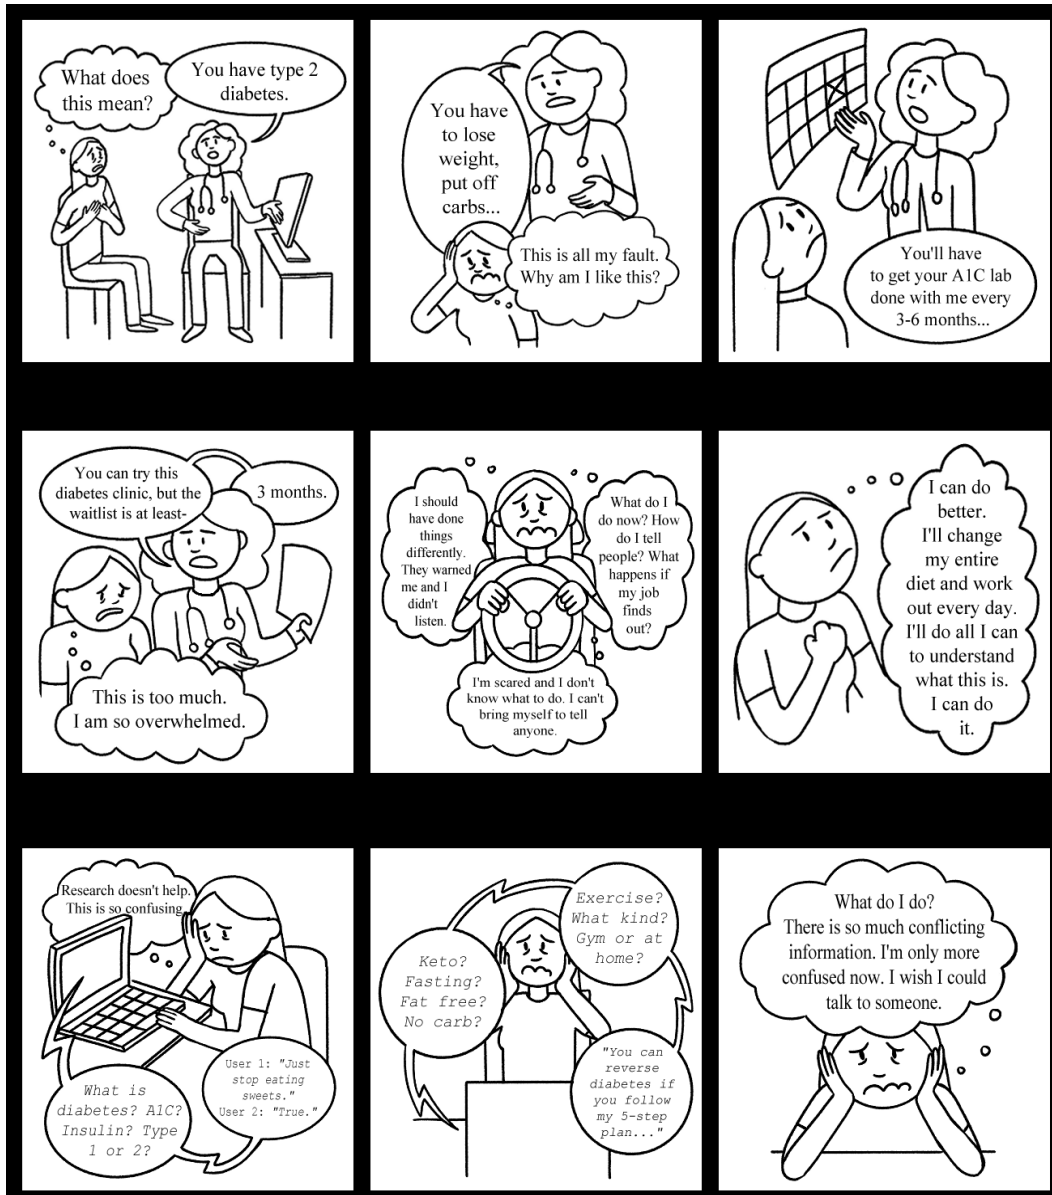 What does
this mean?
You have type 2
diabetes.
You have
to lose
weight,
put off
carbs...
This is all my fault.
Why am I like this?
You'll have
to get your A1C lab
done with me every
3-6 months...
You can try this
diabetes clinic, but the
waitlist is at least-
3 months.
This is too much.
I am so overwhelmed.
I should
have done
things
differently.
They warned
me and I
didn't
listen.
What do I
do now? How
do I tell
people? What
happens if
my job
finds
out?
I'm scared and I don't
know what to do. I can't
bring myself to tell
anyone.
I can do
better.
I'll change
my entire
diet and work
out every day.
I'll do all I can
to understand
what this is.
I can do
it.
Research doesn't help.
This is so confusing.
What is
diabetes? A1C?
Insulin? Type
1 or 2?
User 1: "Just
stop eating
sweets."
User 2: "True."
Keto?
Fasting?
Fat free?
No carb?
Exercise?
What kind?
Gym or at
home?
"You can
reverse
diabetes if
you follow
my 5-step
plan..."
What do I do?
There is so much conflicting
information. I'm only more
confused now. I wish I could
talk to someone.